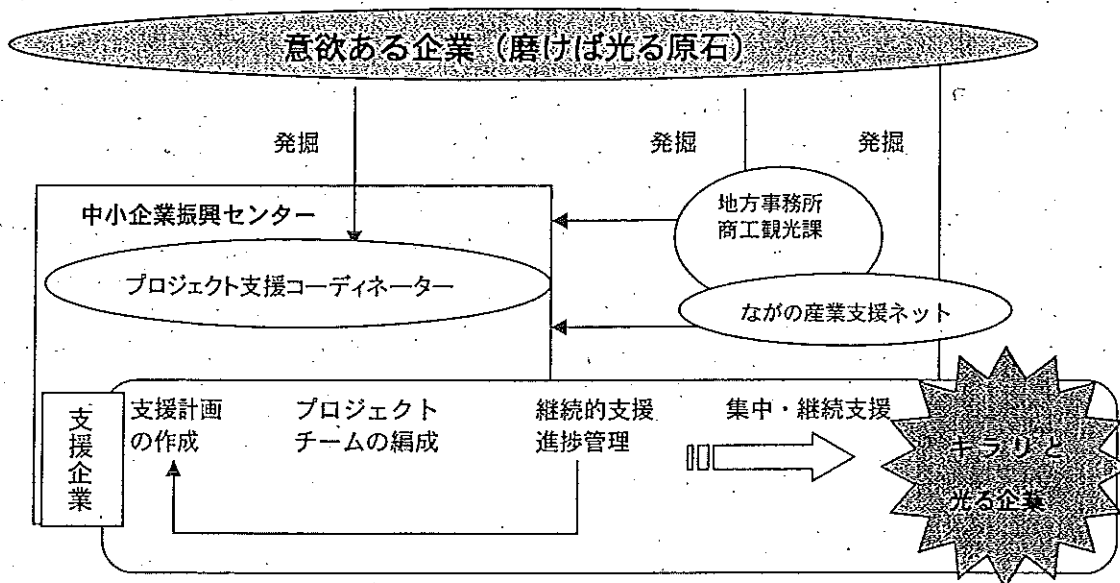 意欲ある企業（磨けば光る原石）
発掘
発掘
発掘
中小企業振興センター
プロジェクト支援コーディネーター
地方事務所
商工観光課
ながの産業支援ネット
支援企業
支援計画
の作成
プロジェクト
チームの編成
継続的支援
進捗管理
集中・継続支援
キラリと
光る企業